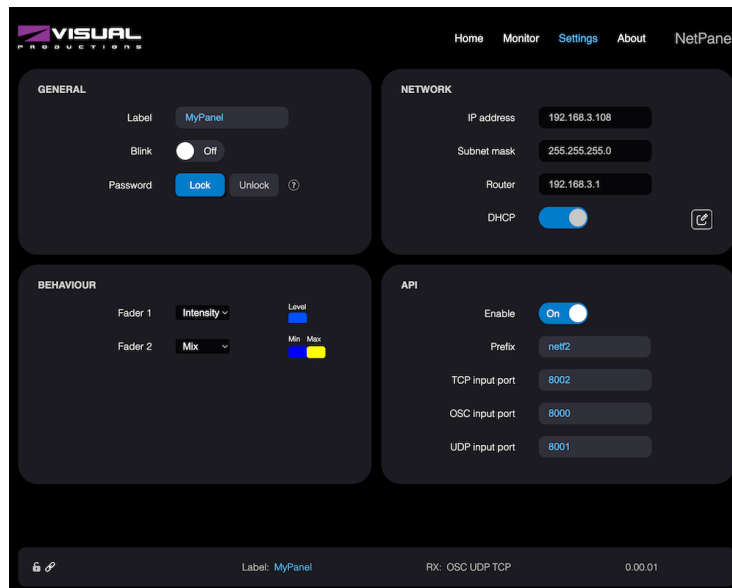 VISUAL
PRODUCTIONS
Home Monitor Settings About NetPane
GENERAL
Label MyPanel
Blink Off
Password Lock Unlock ?
NETWORK
IP address 192.168.3.108
Subnet mask 255.255.255.0
Router 192.168.3.1
DHCP
BEHAVIOUR
Fader 1 Intensity Level
Fader 2 Mix Min Max
API
Enable On
Prefix netf2
TCP input port 8002
OSC input port 8000
UDP input port 8001
Label: MyPanel RX: OSC UDP TCP 0.00.01